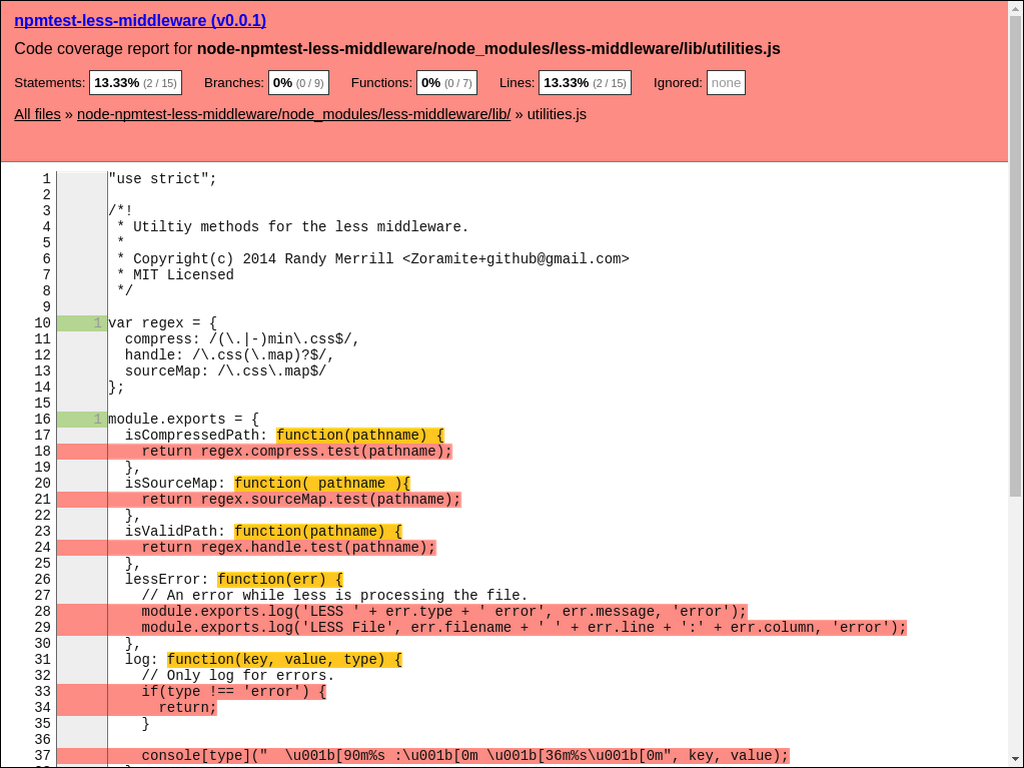 npmtest-less-middleware (v0.0.1)
Code coverage report for node-npmtest-less-middleware/node_modules/less-middleware/lib/utilities.js
Statements: 13.33% (2 / 15) Branches: 0% (0 / 9) Functions: 0% (0 / 7) Lines: 13.33% (2 / 15) Ignored: none
All files » node-npmtest-less-middleware/node_modules/less-middleware/lib/ » utilities.js
1 "use strict";
2
3 /*!
4  * Utiltiy methods for the less middleware.
5  *
6  * Copyright(c) 2014 Randy Merrill <Zoramite+github@gmail.com>
7  * MIT Licensed
8  */
9
10 1 var regex = {
11   compress: /(\.|-)min\.css$/,
12   handle: /\.css(\.map)?$/,
13   sourceMap: /\.css\.map$/
14 };
15
16 1 module.exports = {
17   isCompressedPath: function(pathname) {
18     return regex.compress.test(pathname);
19   },
20   isSourceMap: function( pathname ){
21     return regex.sourceMap.test(pathname);
22   },
23   isValidPath: function(pathname) {
24     return regex.handle.test(pathname);
25   },
26   lessError: function(err) {
27     // An error while less is processing the file.
28     module.exports.log('LESS ' + err.type + ' error', err.message, 'error');
29     module.exports.log('LESS File', err.filename + ' ' + err.line + ':' + err.column, 'error');
30   },
31   log: function(key, value, type) {
32     // Only log for errors.
33     if(type !== 'error') {
34       return;
35     }
36
37     console[type]("  \u001b[90m%s :\u001b[0m \u001b[36m%s\u001b[0m", key, value);